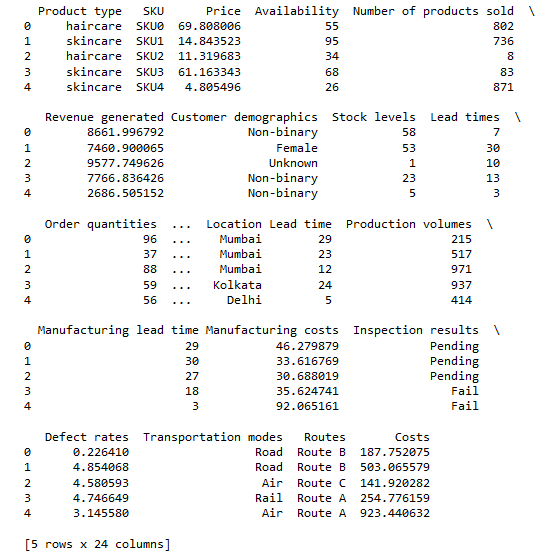 Product type SKU Price Availability Number of products sold \
0 haircare SKU0 69.808006 55 802
1 skincare SKU1 14.843523 95 736
2 haircare SKU2 11.319683 34 8
3 skincare SKU3 61.163343 68 83
4 skincare SKU4 4.805496 26 871
Revenue generated Customer demographics Stock levels Lead times \
0 8661.996792 Non-binary 58 7
1 7460.900065 Female 53 30
2 9577.749626 Unknown 1 10
3 7766.836426 Non-binary 23 13
4 2686.505152 Non-binary 5 3
Order quantities ... Location Lead time Production volumes \
0 96 ... Mumbai 29 215
1 37 ... Mumbai 23 517
2 88 ... Mumbai 12 971
3 59 ... Kolkata 24 937
4 56 ... Delhi 5 414
Manufacturing lead time Manufacturing costs Inspection results \
0 29 46.279879 Pending
1 30 33.616769 Pending
2 27 30.688019 Pending
3 18 35.624741 Fail
4 3 92.065161 Fail
Defect rates Transportation modes Routes Costs
0 0.226410 Road Route B 187.752075
1 4.854068 Road Route B 503.065579
2 4.580593 Air Route C 141.920282
3 4.746649 Rail Route A 254.776159
4 3.145580 Air Route A 923.440632
[5 rows x 24 columns]